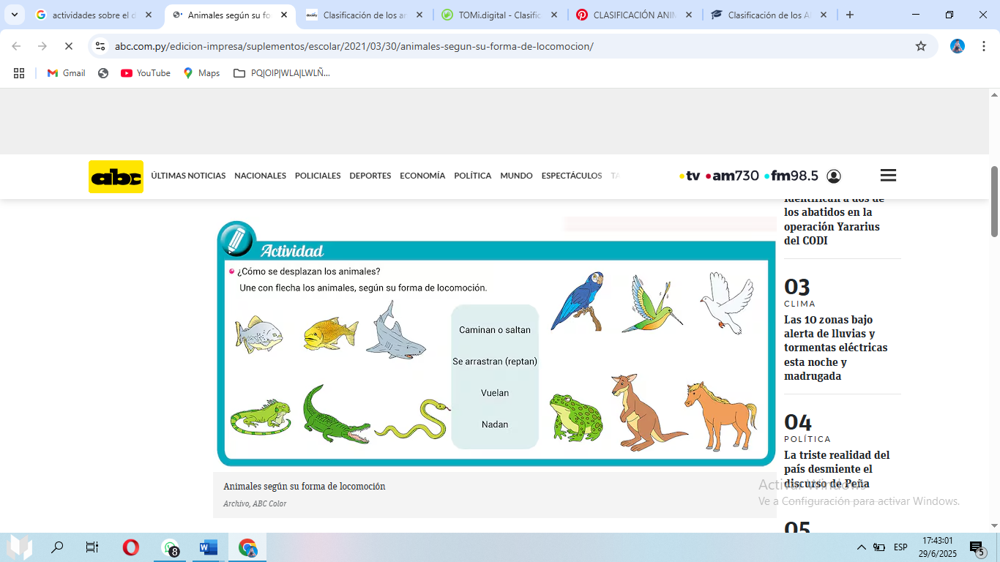 actividades sobre el d
Animales según su fo
Clasificación de los an
TOMi.digital - Clasific
CLASIFICACIÓN ANIM
Clasificación de los A
abc.com.py/edicion-impresa/suplementos/escolar/2021/03/30/animales-segun-su-forma-de-locomocion/
Gmail
YouTube
Maps
PQ|OIP|WLA|LWLÑ...
abc
ÚLTIMAS NOTICIAS NACIONALES POLICIALES DEPORTES ECONOMÍA POLÍTICA MUNDO ESPECTÁCULOS TA
tv am730 fm98.5
identifican a dos de
los abatidos en la
operación Yararius
del CODI
Actividad
¿Cómo se desplazan los animales?
Une con flecha los animales, según su forma de locomoción.
Caminan o saltan
Se arrastran (reptan)
Vuelan
Nadan
03
CLIMA
Las 10 zonas bajo
alerta de lluvias y
tormentas eléctricas
esta noche y
madrugada
04
POLÍTICA
La triste realidad del
país desmiente el
discurso de Peña
05
Animales según su forma de locomoción
Archivo, ABC Color
Activar Windows
Ve a Configuración para activar Windows.
8
ESP
17:43:01
29/6/2025
5